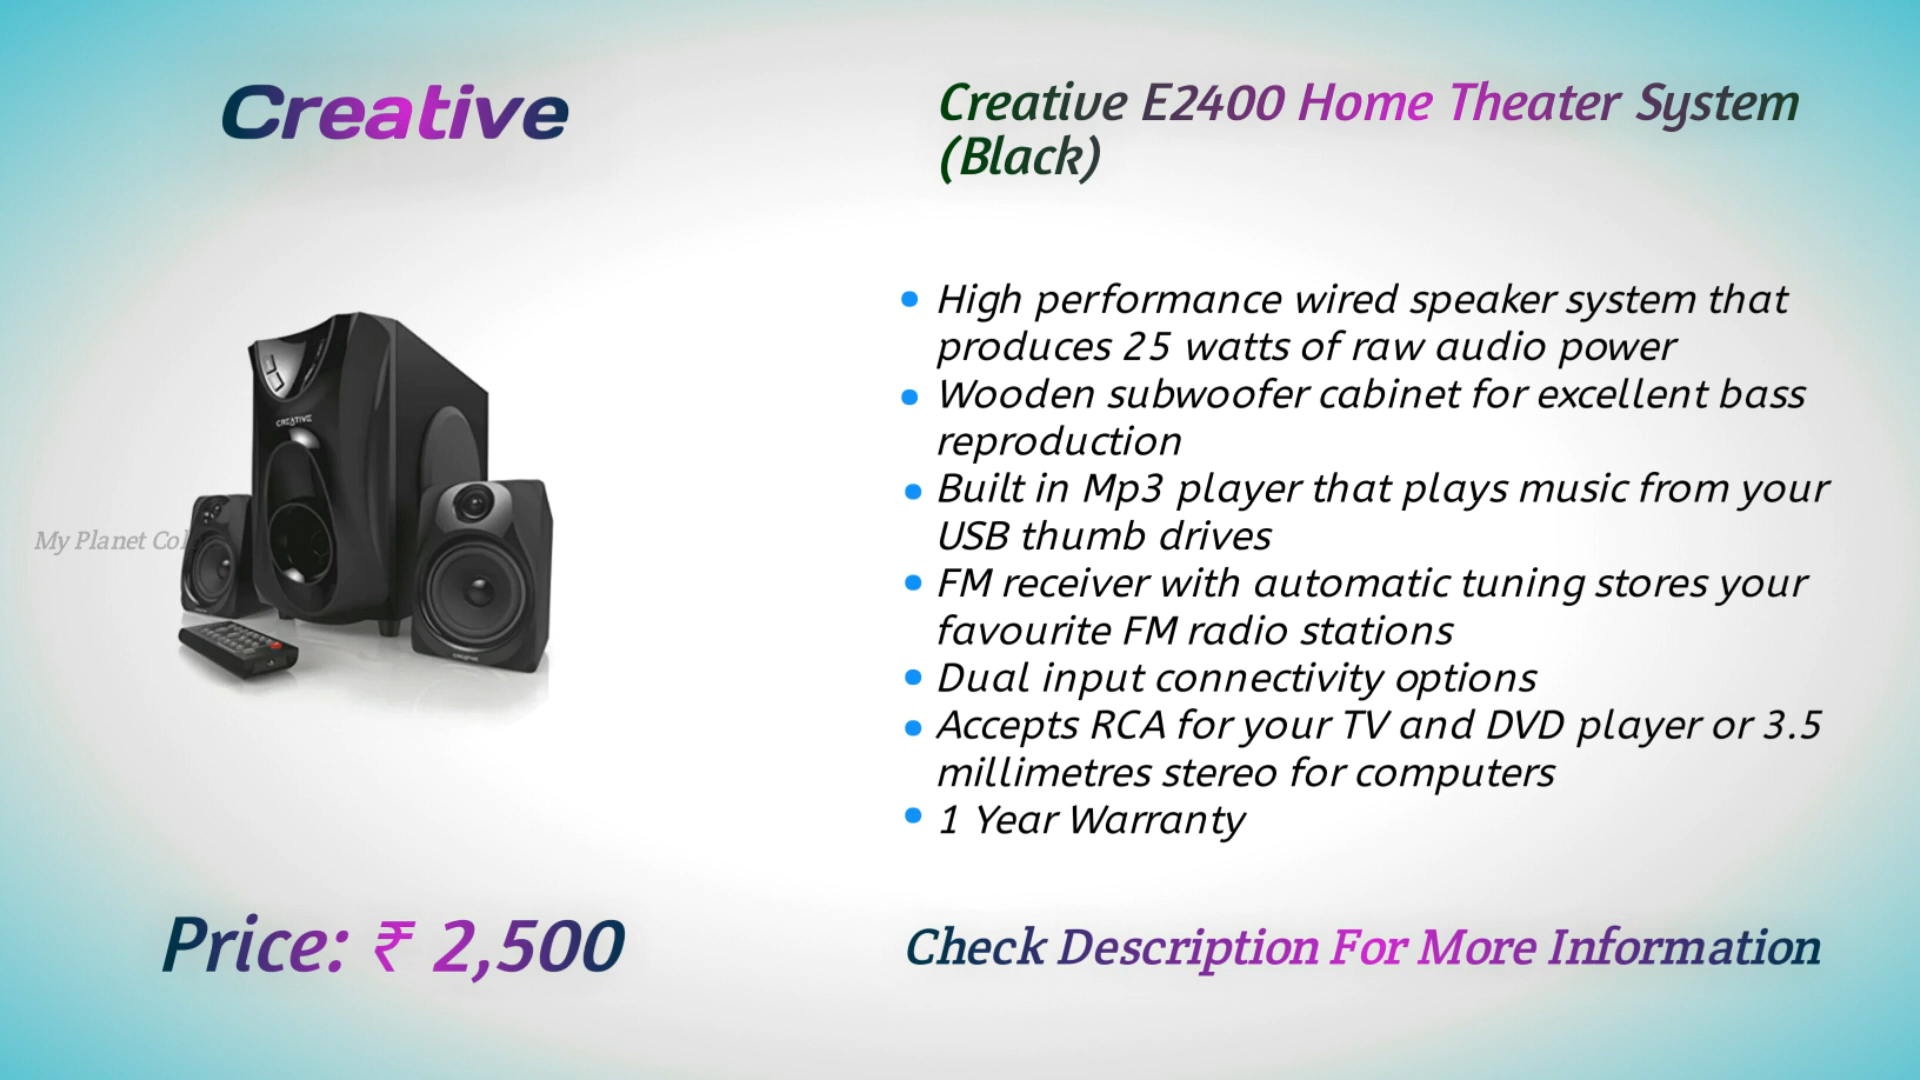 Creative
Creative E2400 Home Theater System
(Black)
High performance wired speaker system that
produces 25 watts of raw audio power
Wooden subwoofer cabinet for excellent bass
reproduction
Built in Mp3 player that plays music from your
USB thumb drives
FM receiver with automatic tuning stores your
favourite FM radio stations
Dual input connectivity options
Accepts RCA for your TV and DVD player or 3.5
millimetres stereo for computers
1 Year Warranty
CREATIVE
My Planet
Price: ₹ 2,500
Check Description For More Information